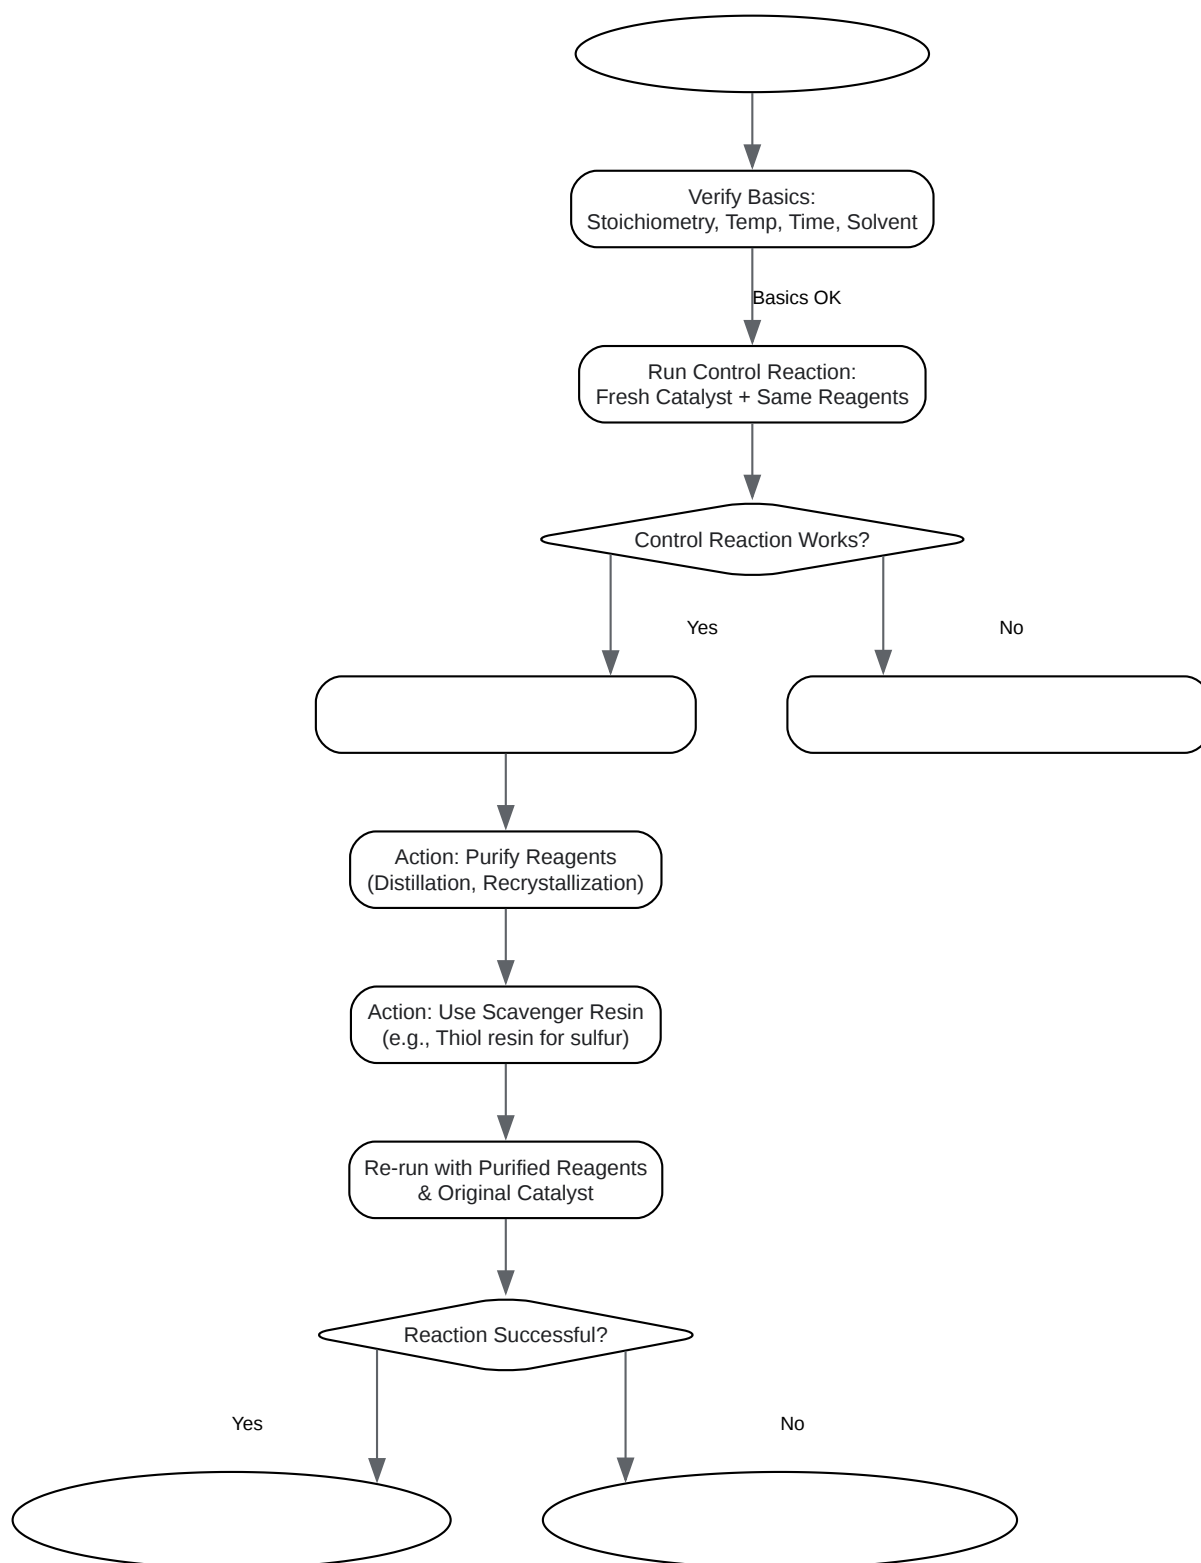 Verify Basics:
Stoichiometry, Temp, Time, Solvent
Basics OK
Run Control Reaction:
Fresh Catalyst + Same Reagents
Control Reaction Works?
Yes
No
Action: Purify Reagents
(Distillation, Recrystallization)
Action: Use Scavenger Resin
(e.g., Thiol resin for sulfur)
Re-run with Purified Reagents
& Original Catalyst
Reaction Successful?
Yes
No